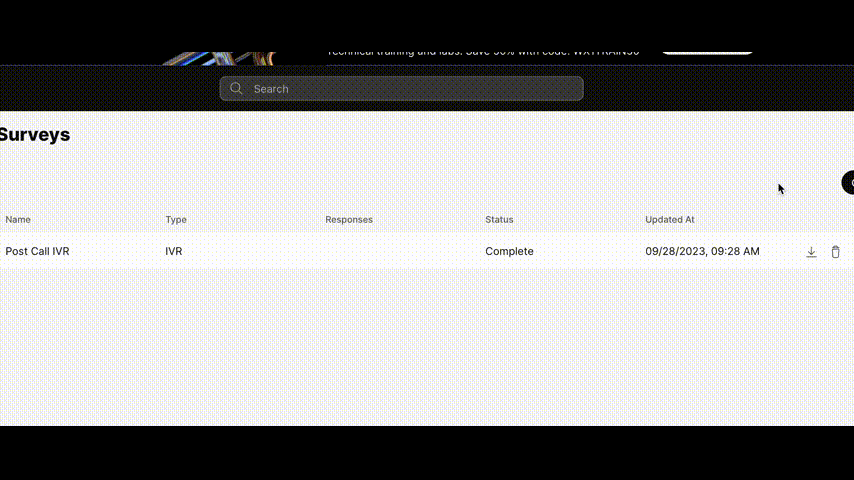 Technical training and labs. Save 50% with code:
Search
Surveys
Name Type Responses Status Updated At
Post Call IVR IVR Complete 09/28/2023, 09:28 AM